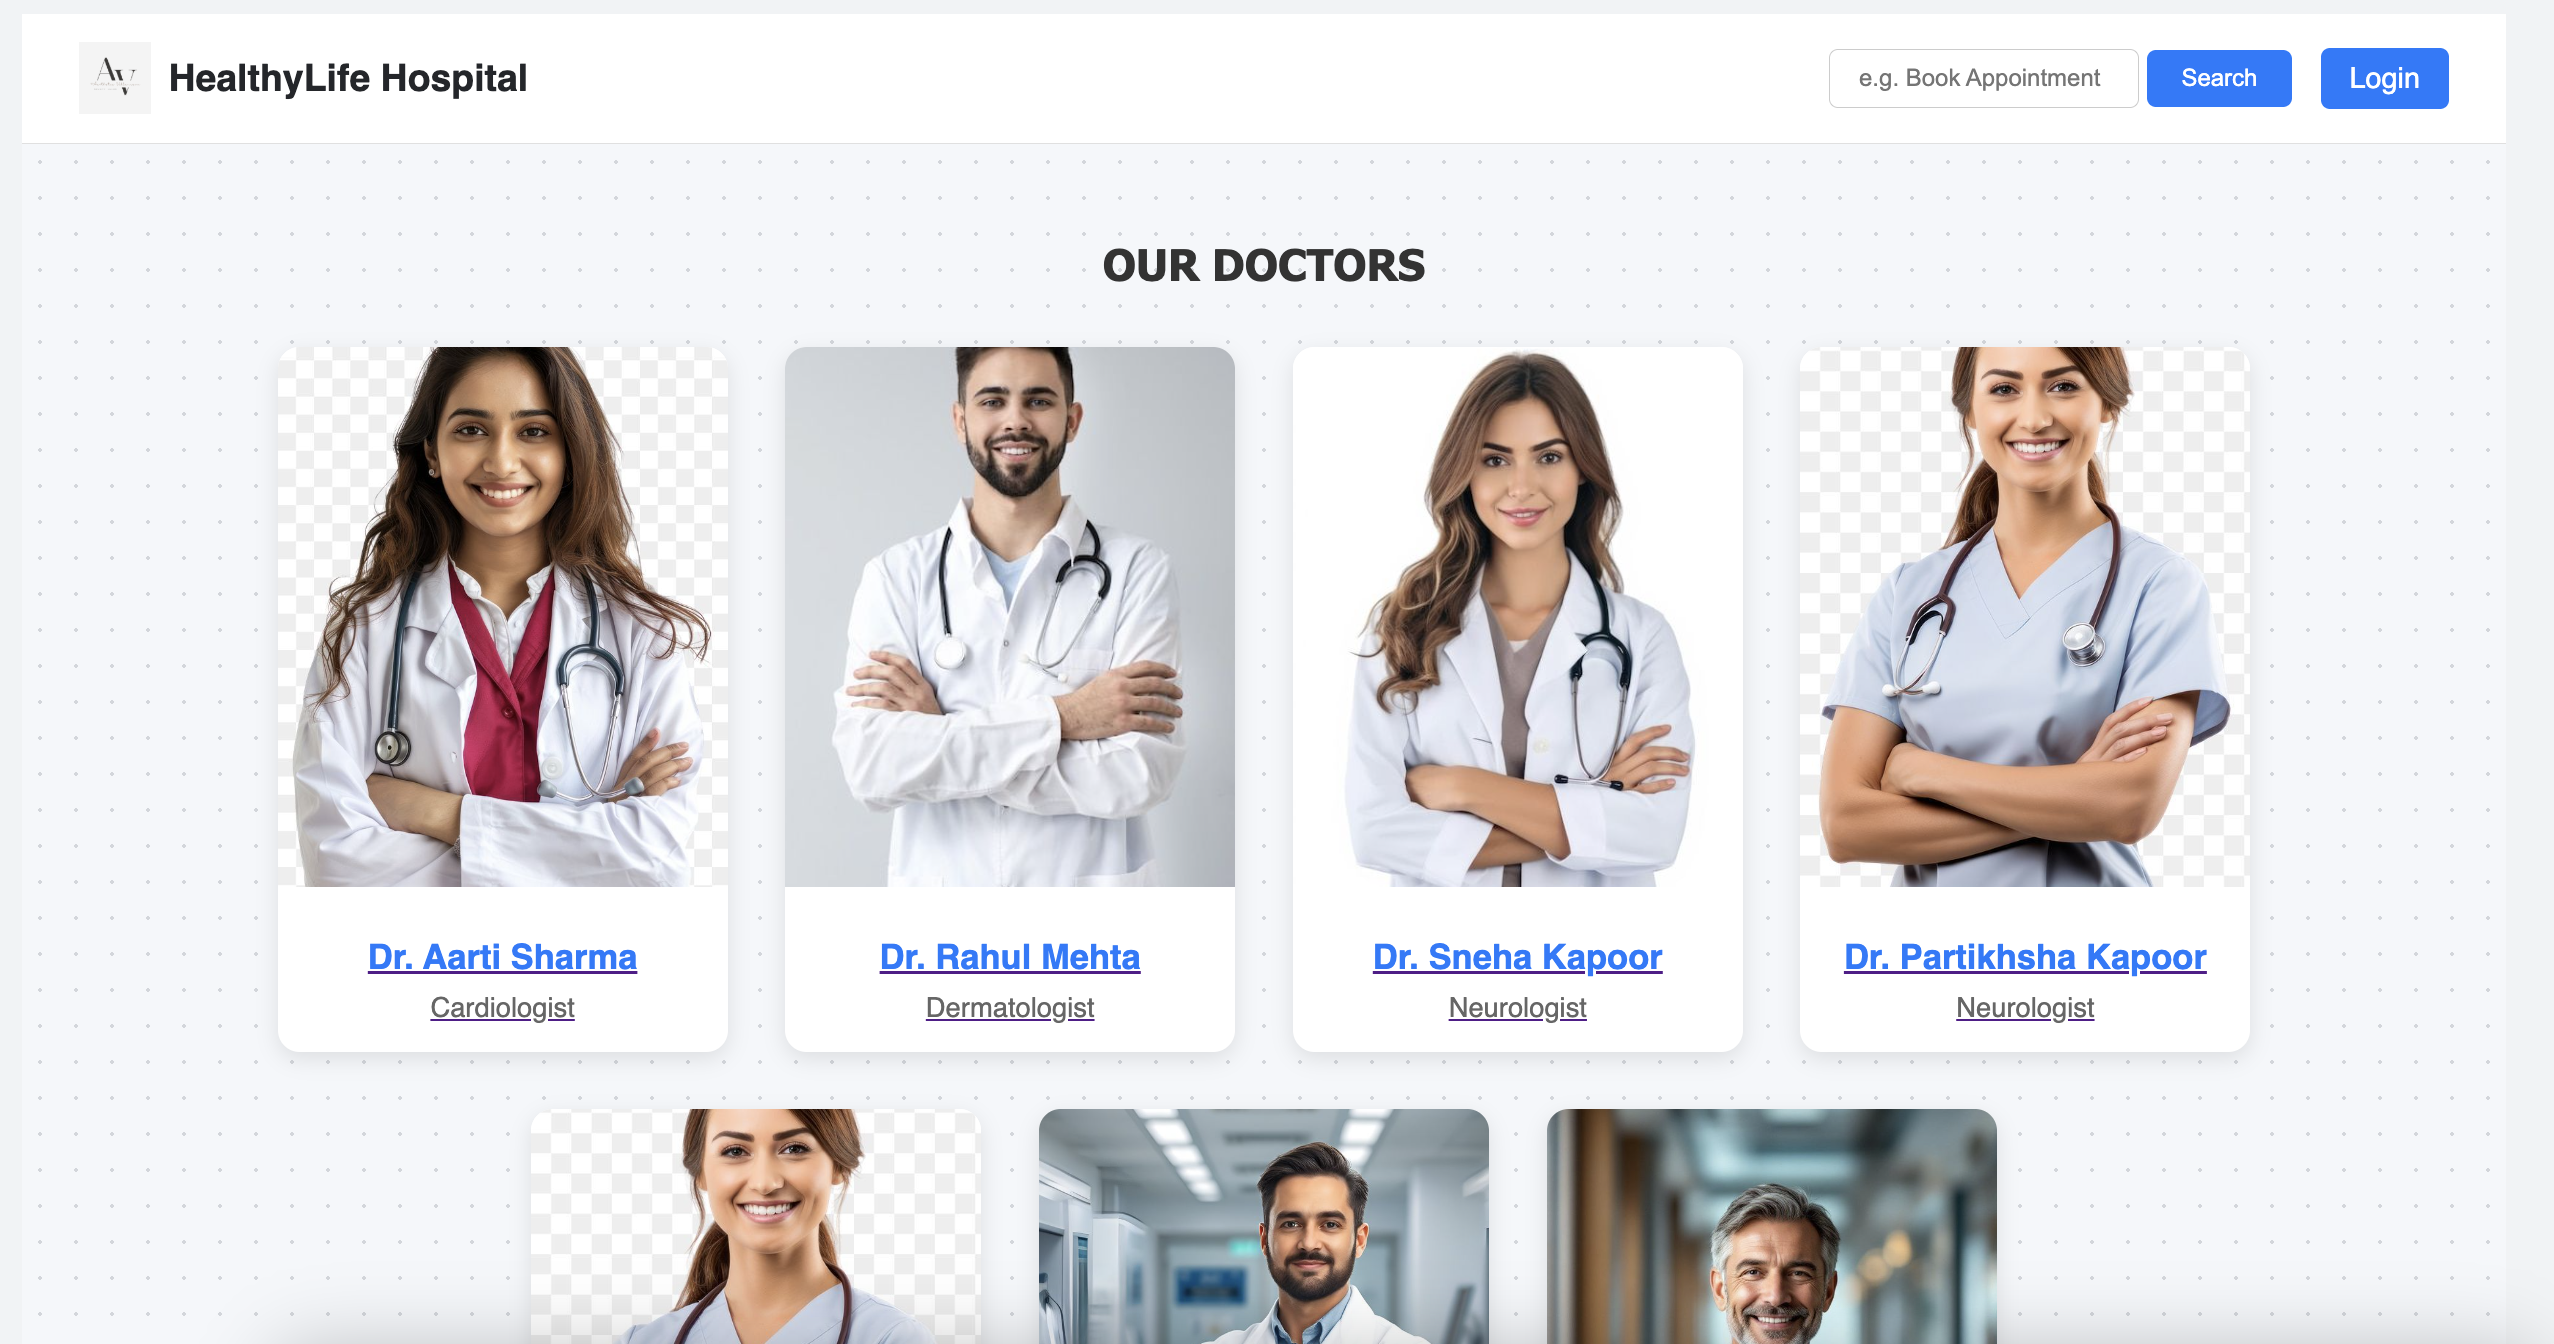 HealthyLife Hospital
e.g. Book Appointment
Search
Login
OUR DOCTORS
Dr. Aarti Sharma
Cardiologist
Dr. Rahul Mehta
Dermatologist
Dr. Sneha Kapoor
Neurologist
Dr. Partikhsha Kapoor
Neurologist